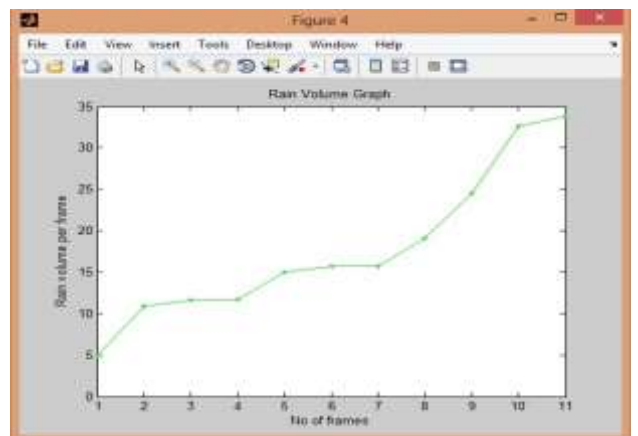 Figure 4
File Edit View Insert Tools Desktop Window Help
Rain Volume Graph
Rain volume per frame
35
30
25
20
15
10
5
0
1 2 3 4 5 6 7 8 9 10 11
No of frames